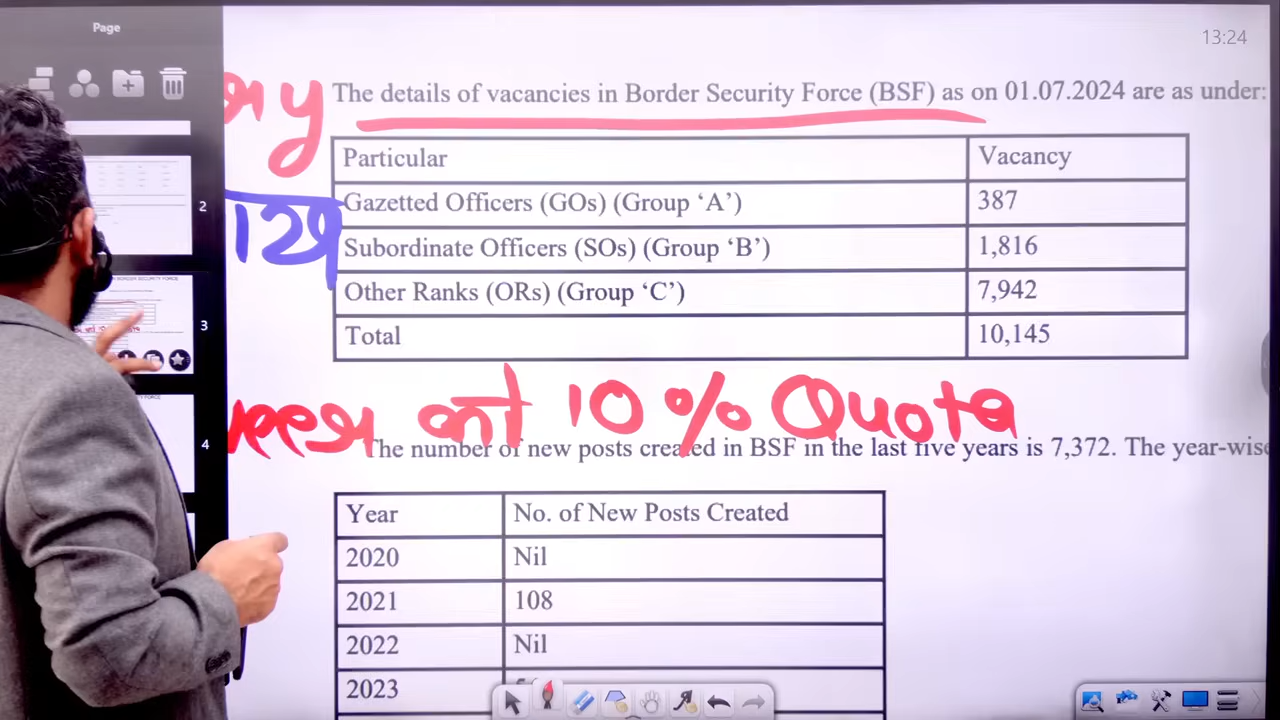 Page
13:24
The details of vacancies in Border Security Force (BSF) as on 01.07.2024 are as under:
Particular Vacancy
Gazetted Officers (GOs) (Group ‘A’) 387
Subordinate Officers (SOs) (Group ‘B’) 1,816
Other Ranks (ORs) (Group ‘C’) 7,942
Total 10,145
को 10% Quota
The number of new posts created in BSF in the last five years is 7,372. The year-wise
Year No. of New Posts Created
2020 Nil
2021 108
2022 Nil
2023
2
3
4